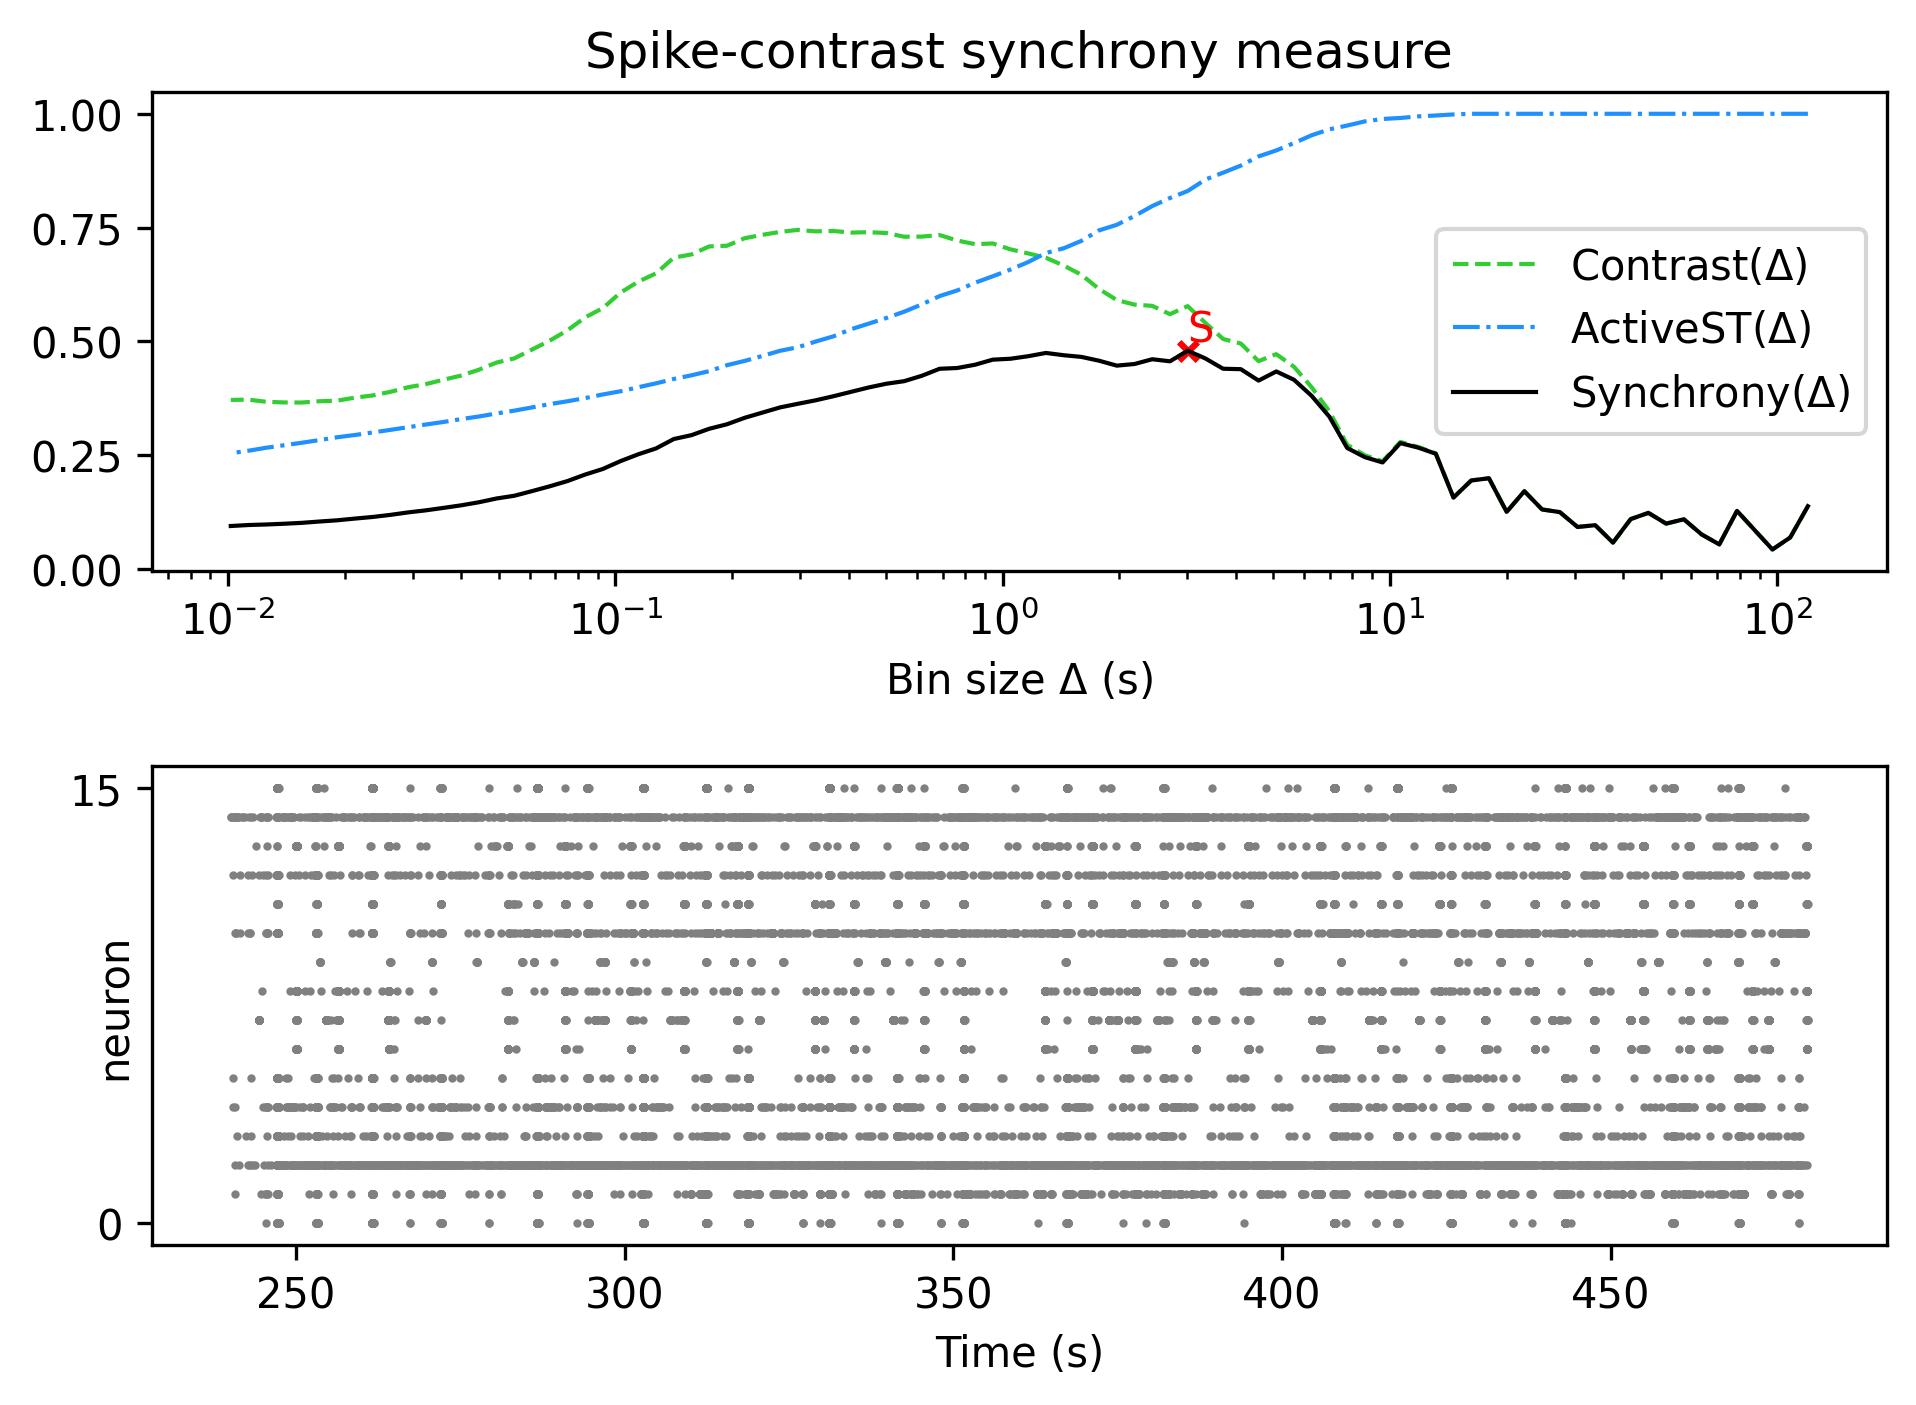 Spike-contrast synchrony measure
1.00
0.75
0.50
0.25
0.00
S
Contrast(Δ)
ActiveST(Δ)
Synchrony(Δ)
10⁻² 10⁻¹ 10⁰ 10¹ 10²
Bin size Δ (s)
15
neuron
0
250 300 350 400 450
Time (s)